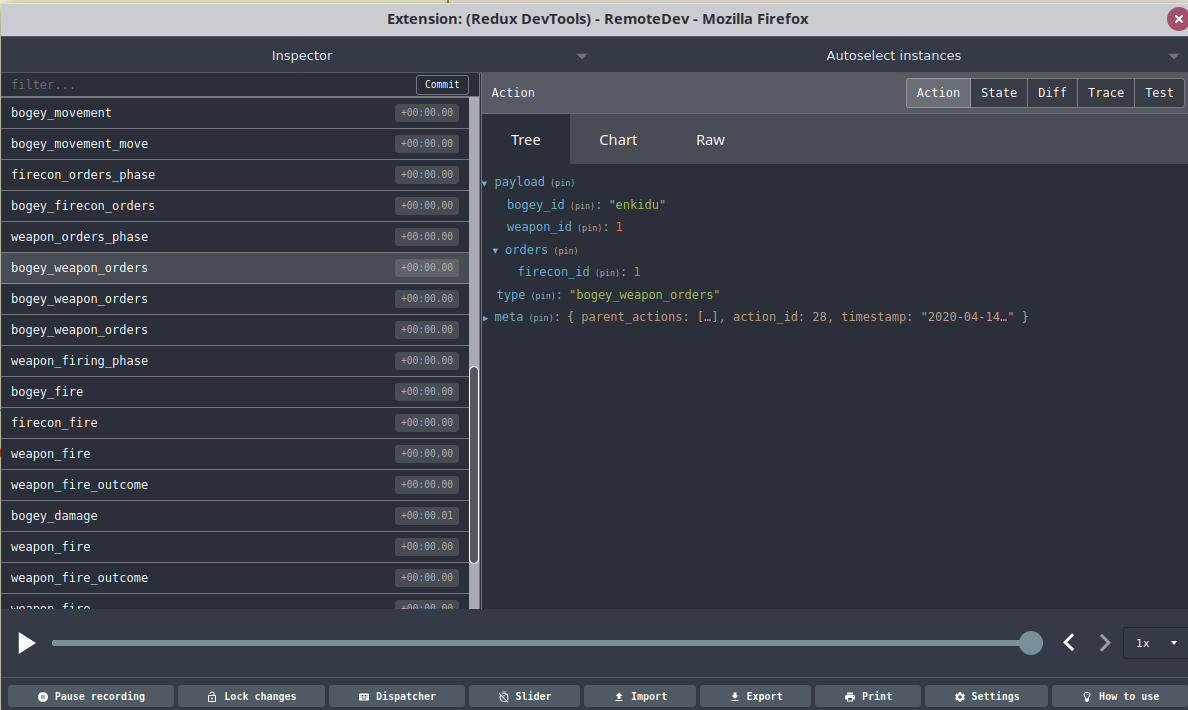 Extension: (Redux DevTools) - RemoteDev - Mozilla Firefox
Inspector
Autoselect instances
filter...
Commit
bogey_movement +00:00.00
bogey_movement_move +00:00.00
firecon_orders_phase +00:00.00
bogey_firecon_orders +00:00.00
weapon_orders_phase +00:00.00
bogey_weapon_orders +00:00.00
bogey_weapon_orders +00:00.00
bogey_weapon_orders +00:00.00
weapon_firing_phase +00:00.00
bogey_fire +00:00.00
firecon_fire +00:00.00
weapon_fire +00:00.00
weapon_fire_outcome +00:00.00
bogey_damage +00:00.01
weapon_fire +00:00.00
weapon_fire_outcome +00:00.00
weapon_fire +00:00.00
Action
Action State Diff Trace Test
Tree Chart Raw
payload (pin)
bogey_id (pin): "enkidu"
weapon_id (pin): 1
orders (pin)
firecon_id (pin): 1
type (pin): "bogey_weapon_orders"
meta (pin): { parent_actions: […], action_id: 28, timestamp: "2020-04-14…" }
1x
Pause recording Lock changes Dispatcher Slider Import Export Print Settings How to use